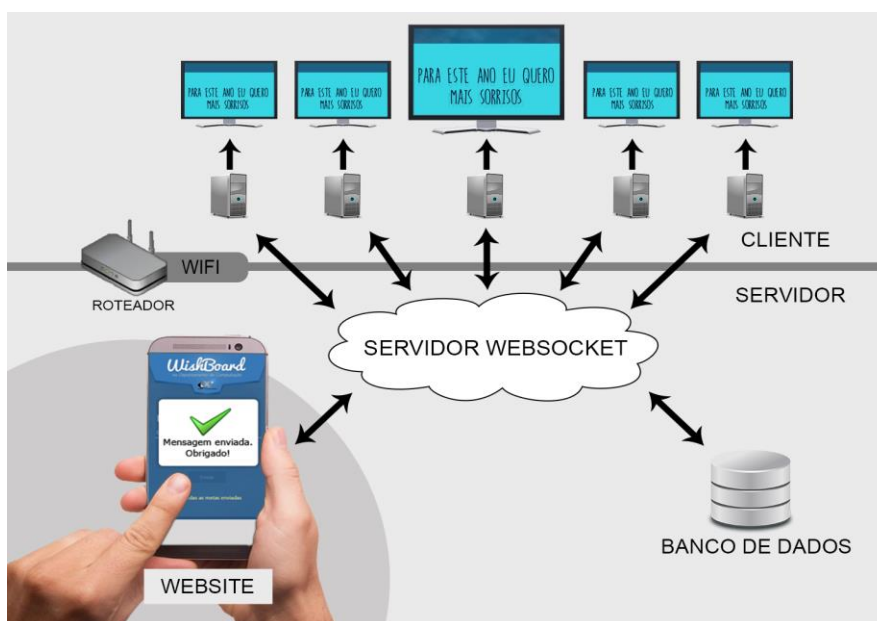 PARA ESTE ANO EU QUERO
MAIS SORRISOS
PARA ESTE ANO EU QUERO
MAIS SORRISOS
PARA ESTE ANO EU QUERO
MAIS SORRISOS
PARA ESTE ANO EU QUERO
MAIS SORRISOS
PARA ESTE ANO EU QUERO
MAIS SORRISOS
CLIENTE
WIFI
ROTEADOR
SERVIDOR
SERVIDOR WEBSOCKET
WishBoard
Mensagem enviada.
Obrigado!
WEBSITE
BANCO DE DADOS